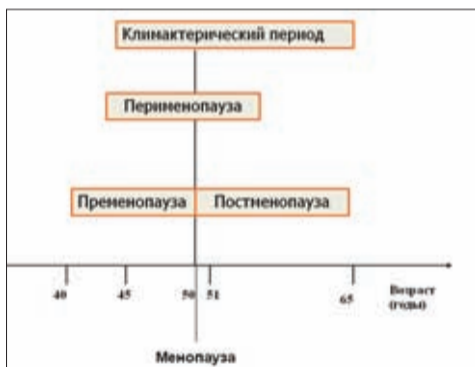 Климактерический период
Перименопауза
Пременопауза
Постменопауза
40
45
50
51
65
Возраст
(годы)
Менопауза